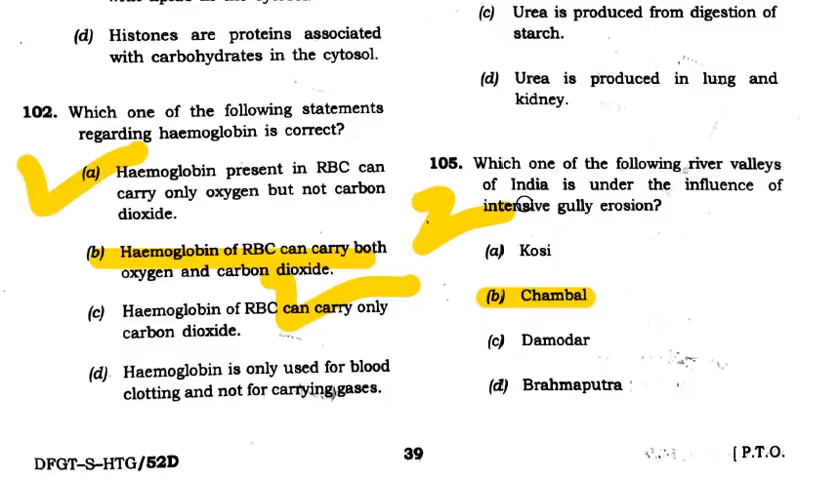 (d) Histones are proteins associated
with carbohydrates in the cytosol.
102. Which one of the following statements
regarding haemoglobin is correct?
(a) Haemoglobin present in RBC can
carry only oxygen but not carbon
dioxide.
(b) Haemoglobin of RBC can carry both
oxygen and carbon dioxide.
(c) Haemoglobin of RBC can carry only
carbon dioxide.
(d) Haemoglobin is only used for blood
clotting and not for carrying gases.
(c) Urea is produced from digestion of
starch.
(d) Urea is produced in lung and
kidney.
105. Which one of the following river valleys
of India is under the influence of
intensive gully erosion?
(a) Kosi
(b) Chambal
(c) Damodar
(d) Brahmaputra
DFGT-S-HTG/52D
39
[ P.T.O.